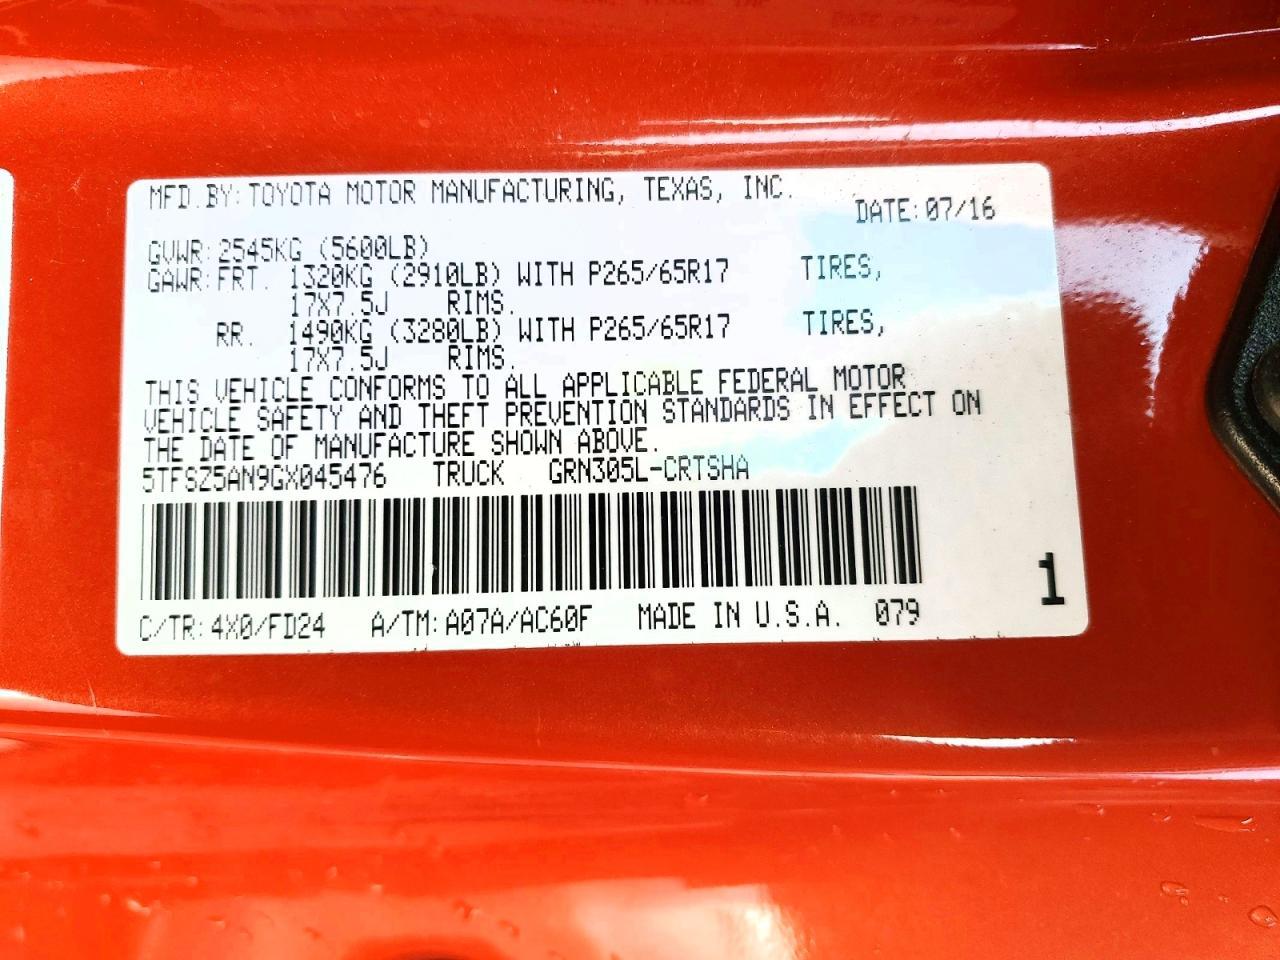 MFD.BY: TOYOTA MOTOR MANUFACTURING, TEXAS, INC.
DATE: 07/16
GVWR: 2545KG (5600LB)
GAWR: FRT. 1320KG (2910LB) WITH P265/65R17 TIRES,
17X7.5J RIMS.
RR. 1490KG (3280LB) WITH P265/65R17 TIRES,
17X7.5J RIMS.
THIS VEHICLE CONFORMS TO ALL APPLICABLE FEDERAL MOTOR
VEHICLE SAFETY AND THEFT PREVENTION STANDARDS IN EFFECT ON
THE DATE OF MANUFACTURE SHOWN ABOVE.
5TFSZ5AN9GX045476 TRUCK GRN305L-CRTSHA
1
C/TR: 4X0/FD24 A/TM: A07A/AC60F MADE IN U.S.A. 079